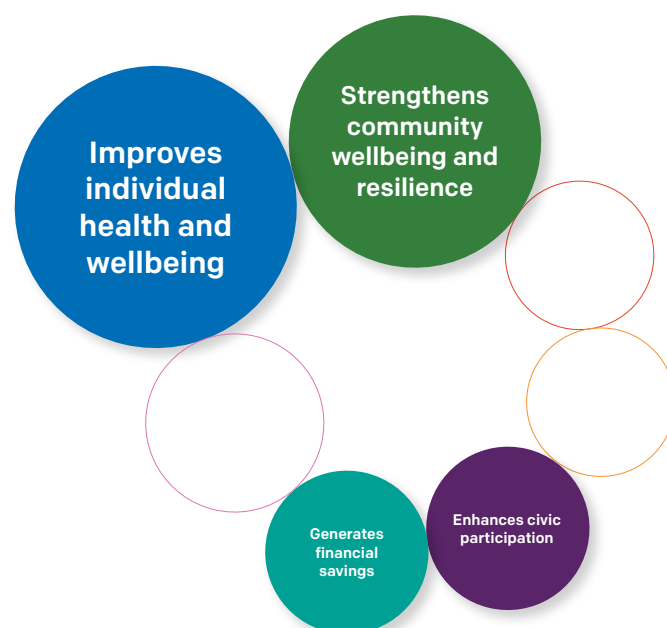 Improves
individual
health and
wellbeing
Strengthens
community
wellbeing and
resilience
Generates
financial
savings
Enhances civic
participation